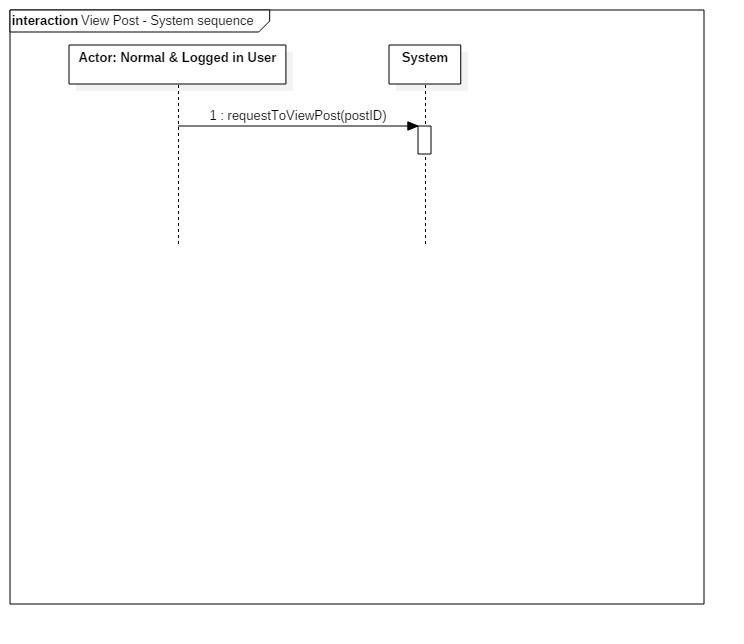 interaction View Post - System sequence
Actor: Normal & Logged in User
System
1 : requestToViewPost(postID)